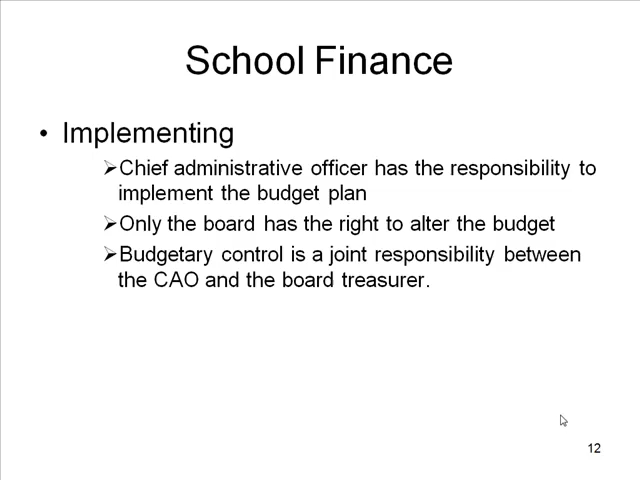 School Finance
• Implementing
➢Chief administrative officer has the responsibility to
implement the budget plan
➢Only the board has the right to alter the budget
➢Budgetary control is a joint responsibility between
the CAO and the board treasurer.
12